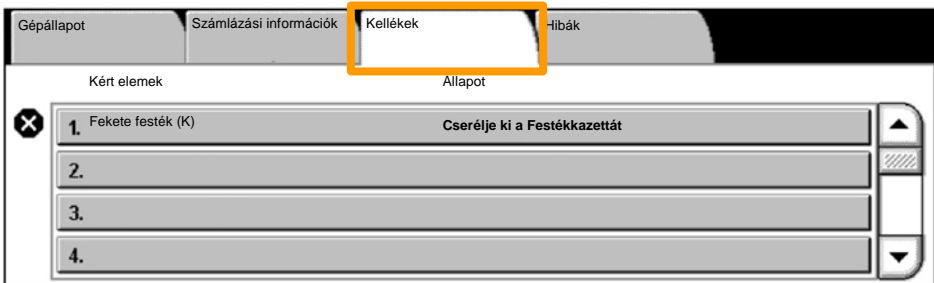 Gépállapot Számlázási információk Kellékek Hibák
Kért elemek Állapot
1. Fekete festék (K) Cserélje ki a Festékkazettát
2.
3.
4.